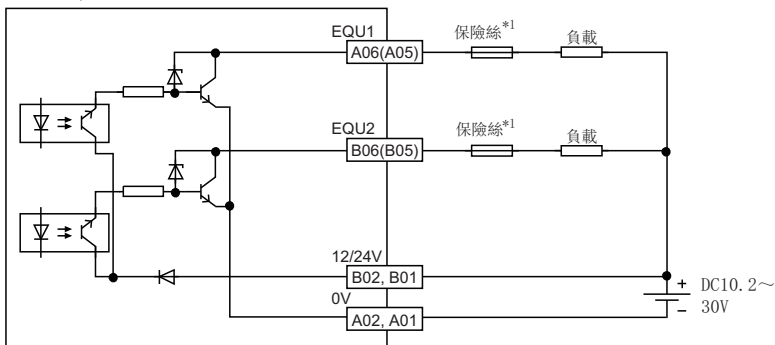 EQU1
A06(A05)
保險絲*1
負載
EQU2
B06(B05)
保險絲*1
負載
12/24V
B02, B01
0V
A02, A01
+
DC10.2～
30V
−